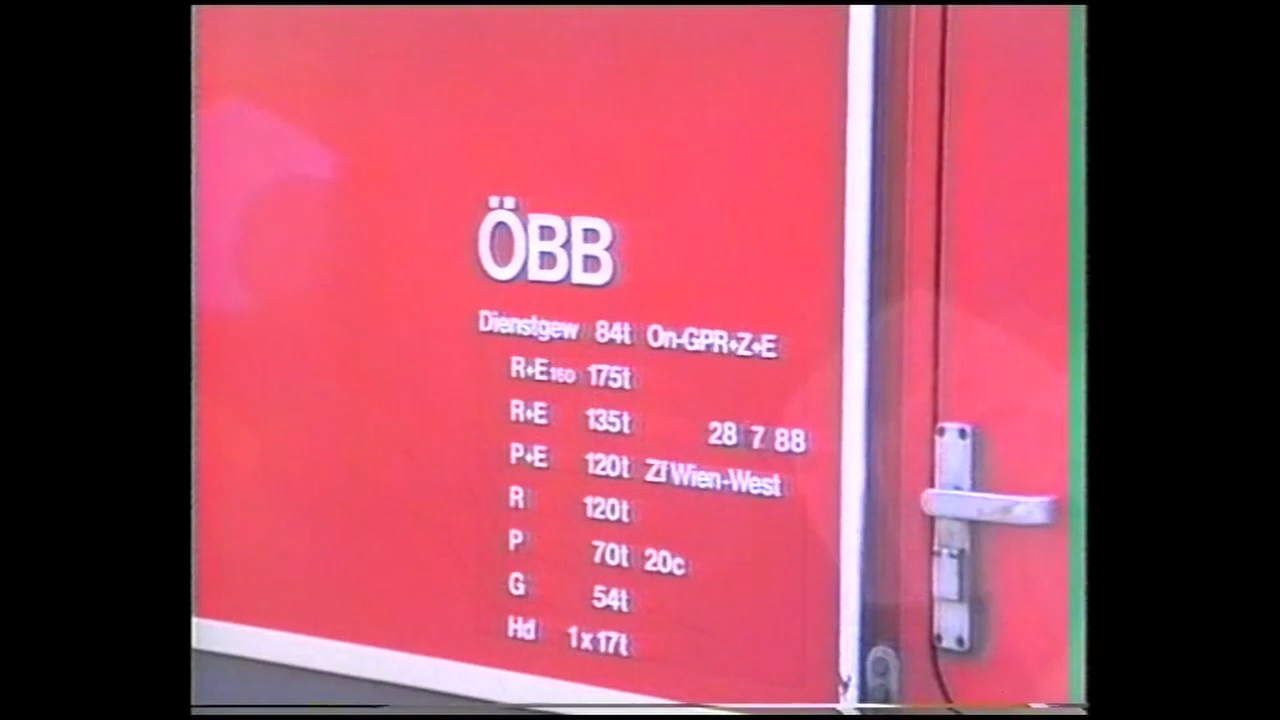 ÖBB
Dienstgew 84t On-GPR+Z+E
R+E160 175t
R+E 135t 28 7 88
P+E 120t Zf Wien-West
R 120t
P 70t 20c
G 54t
Hd 1x17t